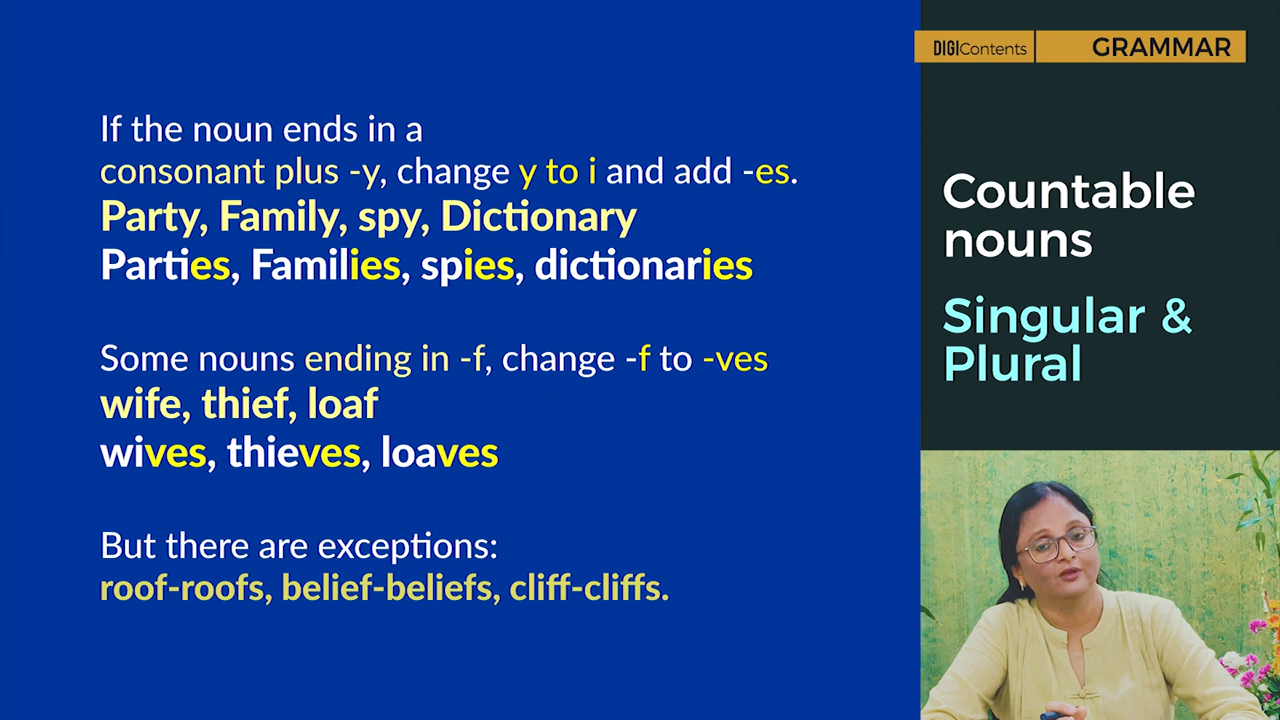 If the noun ends in a
consonant plus -y, change y to i and add -es.
Party, Family, spy, Dictionary
Parties, Families, spies, dictionaries
Some nouns ending in -f, change -f to -ves
wife, thief, loaf
wives, thieves, loaves
But there are exceptions:
roof-roofs, belief-beliefs, cliff-cliffs.
DIGIContents
GRAMMAR
Countable
nouns
Singular &
Plural